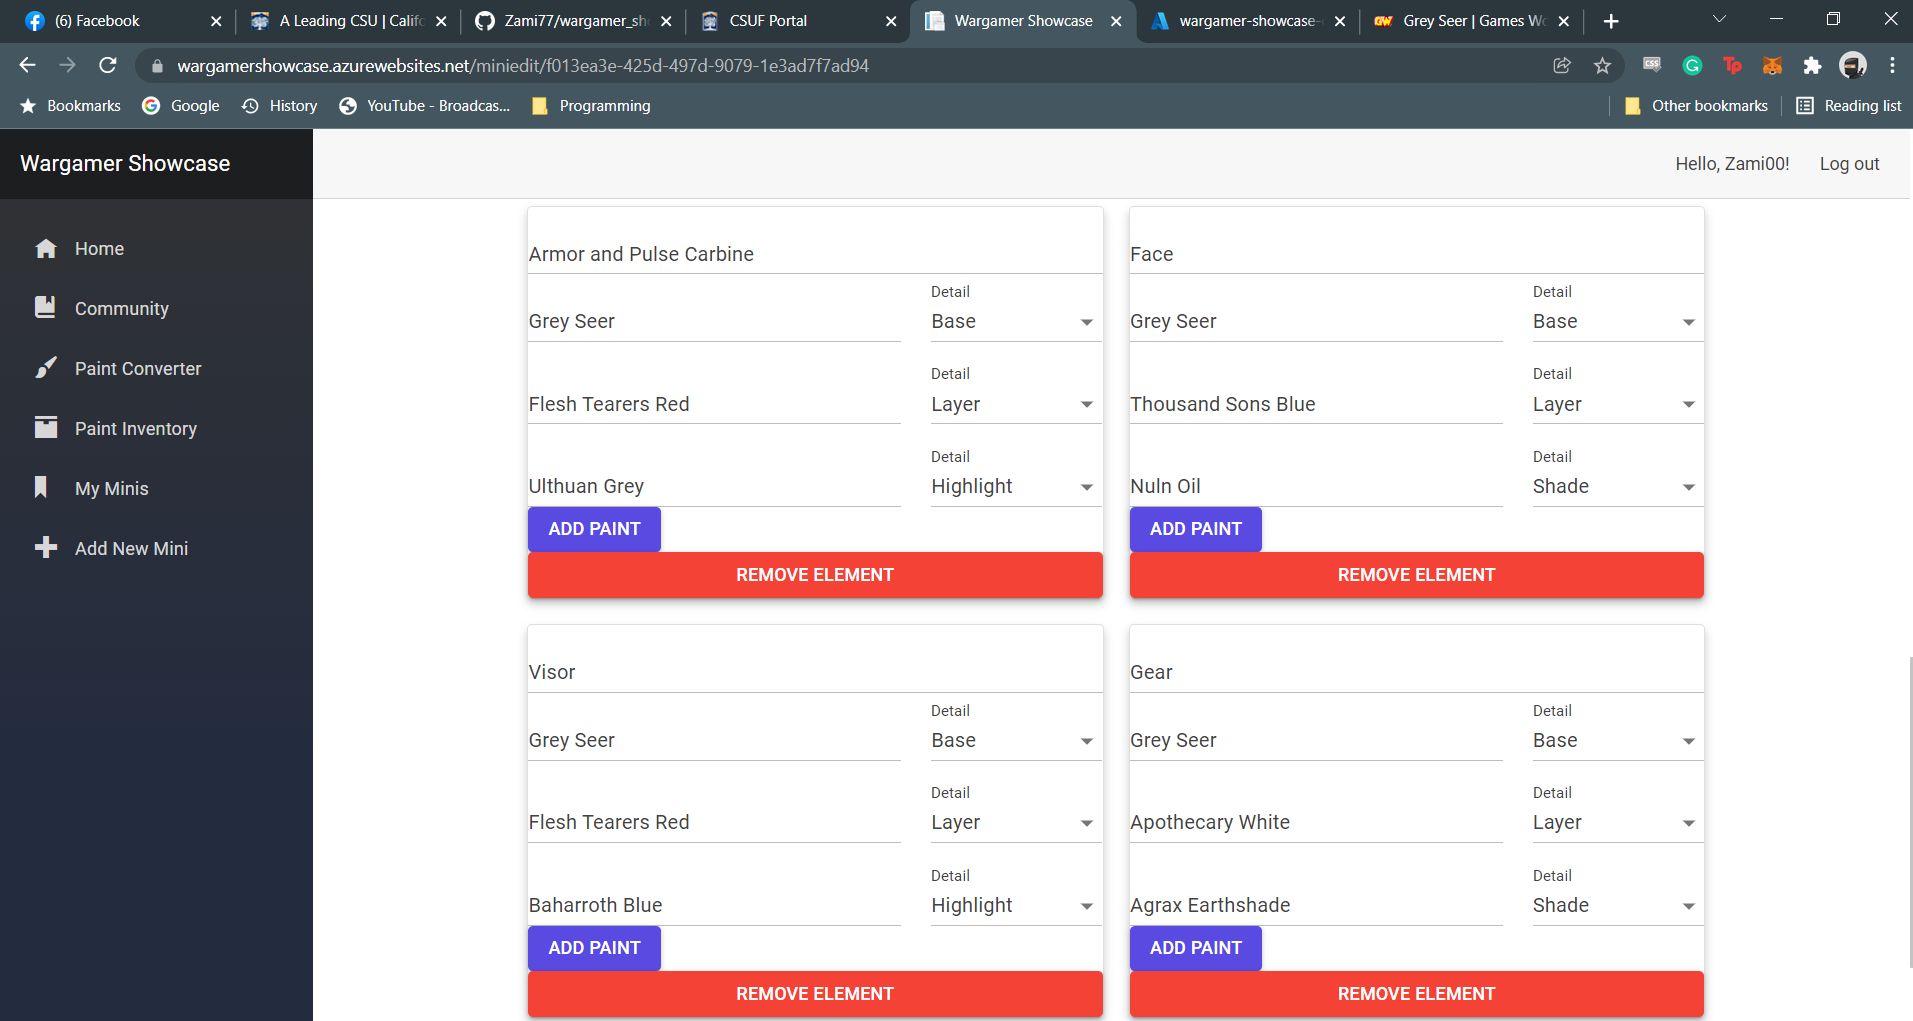 (6) Facebook
A Leading CSU | Califo
Zami77/wargamer_sh
CSUF Portal
Wargamer Showcase
wargamer-showcase-
Grey Seer | Games Wo
wargamershowcase.azurewebsites.net/miniedit/f013ea3e-425d-497d-9079-1e3ad7f7ad94
CSS
Tp
Bookmarks
Google
History
YouTube - Broadcas...
Programming
Other bookmarks
Reading list
Wargamer Showcase
Hello, Zami00!
Log out
Home
Community
Paint Converter
Paint Inventory
My Minis
Add New Mini
Armor and Pulse Carbine
Detail
Grey Seer
Base
Detail
Flesh Tearers Red
Layer
Detail
Ulthuan Grey
Highlight
ADD PAINT
REMOVE ELEMENT
Face
Detail
Grey Seer
Base
Detail
Thousand Sons Blue
Layer
Detail
Nuln Oil
Shade
ADD PAINT
REMOVE ELEMENT
Visor
Detail
Grey Seer
Base
Detail
Flesh Tearers Red
Layer
Detail
Baharroth Blue
Highlight
ADD PAINT
REMOVE ELEMENT
Gear
Detail
Grey Seer
Base
Detail
Apothecary White
Layer
Detail
Agrax Earthshade
Shade
ADD PAINT
REMOVE ELEMENT